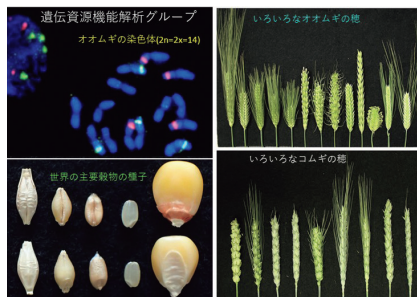 遺伝資源機能解析グループ
オオムギの染色体(2n=2x=14)
いろいろなオオムギの穂
世界の主要穀物の種子
いろいろなコムギの穂